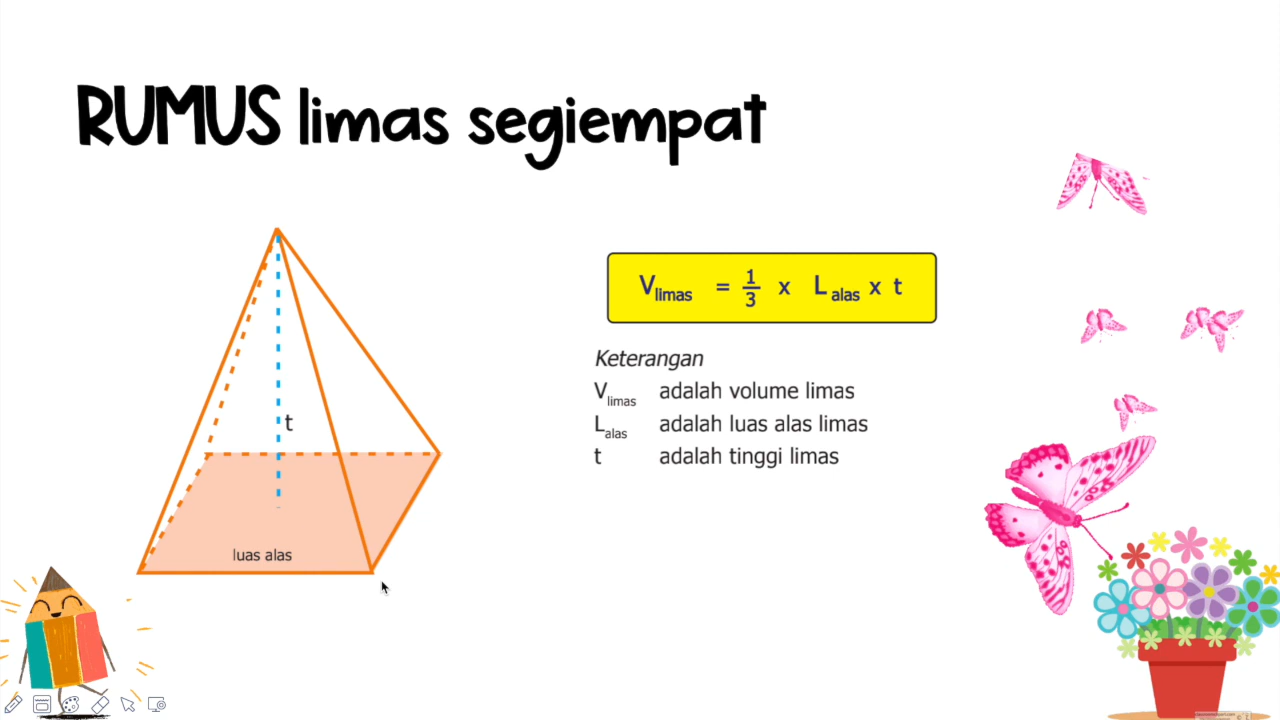 RUMUS limas segiempat
V limas = 1/3 x L alas x t
Keterangan
V limas adalah volume limas
L alas adalah luas alas limas
t adalah tinggi limas
t
luas alas